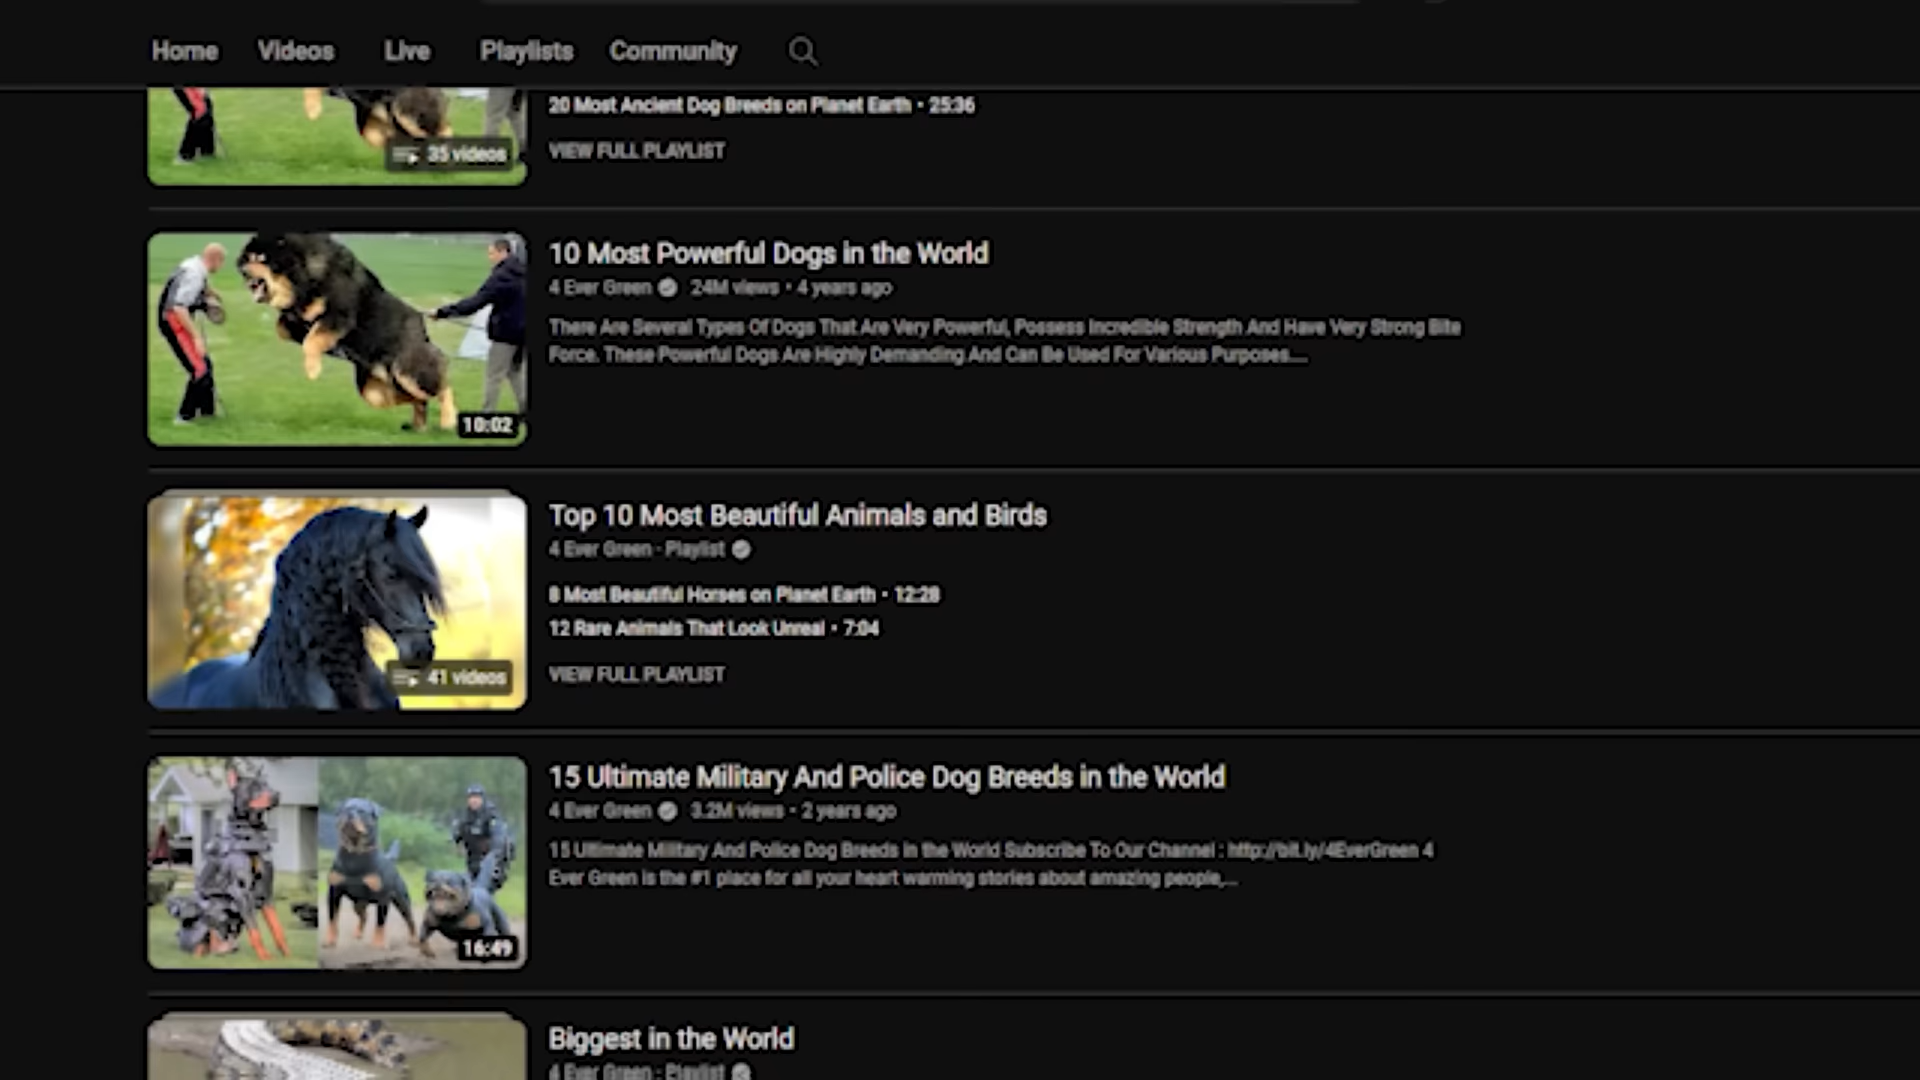 Home Videos Live Playlists Community
20 Most Ancient Dog Breeds on Planet Earth • 25:36
35 videos
VIEW FULL PLAYLIST
10 Most Powerful Dogs in the World
4 Ever Green 24M views • 4 years ago
There Are Several Types Of Dogs That Are Very Powerful, Possess Incredible Strength And Have Very Strong Bite
Force. These Powerful Dogs Are Highly Demanding And Can Be Used For Various Purposes....
10:02
Top 10 Most Beautiful Animals and Birds
4 Ever Green · Playlist
8 Most Beautiful Horses on Planet Earth • 12:28
12 Rare Animals That Look Unreal • 7:04
41 videos
VIEW FULL PLAYLIST
15 Ultimate Military And Police Dog Breeds in the World
4 Ever Green 3.2M views • 2 years ago
15 Ultimate Military And Police Dog Breeds in the World Subscribe To Our Channel : http://bit.ly/4EverGreen 4
Ever Green is the #1 place for all your heart warming stories about amazing people,...
16:49
Biggest in the World
4 Ever Green · Playlist